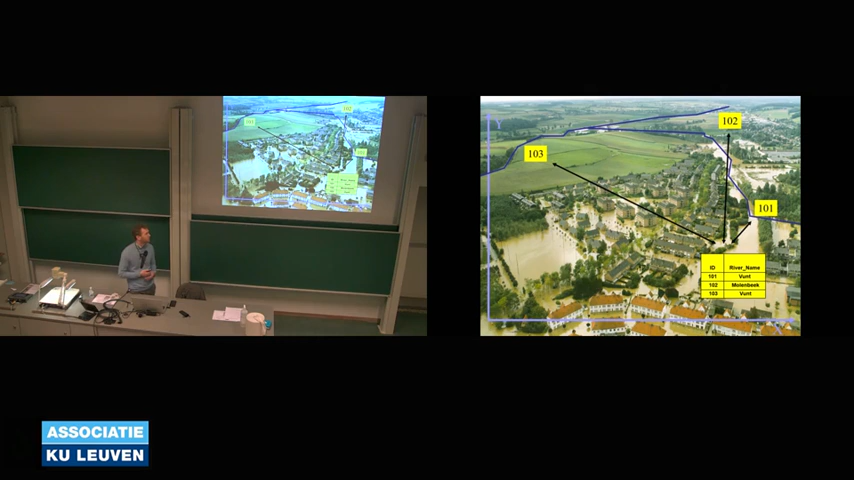 Y
102
103
101
ID River_Name
101 Vunt
102 Molenbeek
103 Vunt
X
ASSOCIATIE
KU LEUVEN